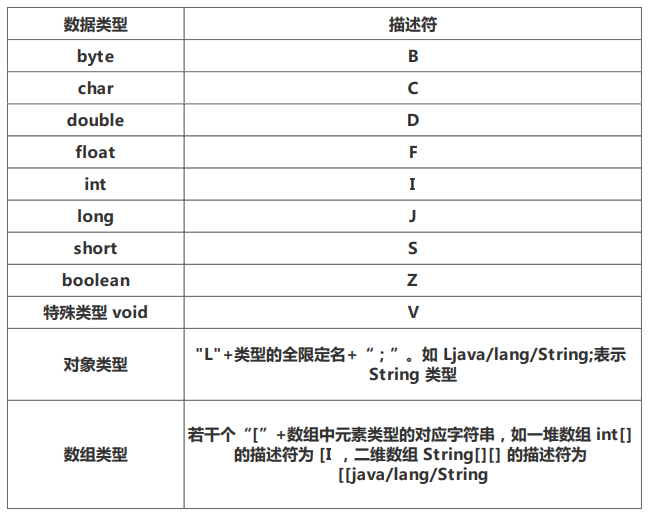 数据类型 描述符
byte B
char C
double D
float F
int I
long J
short S
boolean Z
特殊类型 void V
对象类型
"L"+类型的全限定名+“；”。如 Ljava/lang/String;表示
String 类型
数组类型
若干个“[”+数组中元素类型的对应字符串，如一堆数组 int[]
的描述符为 [I ，二维数组 String[][] 的描述符为
[[java/lang/String